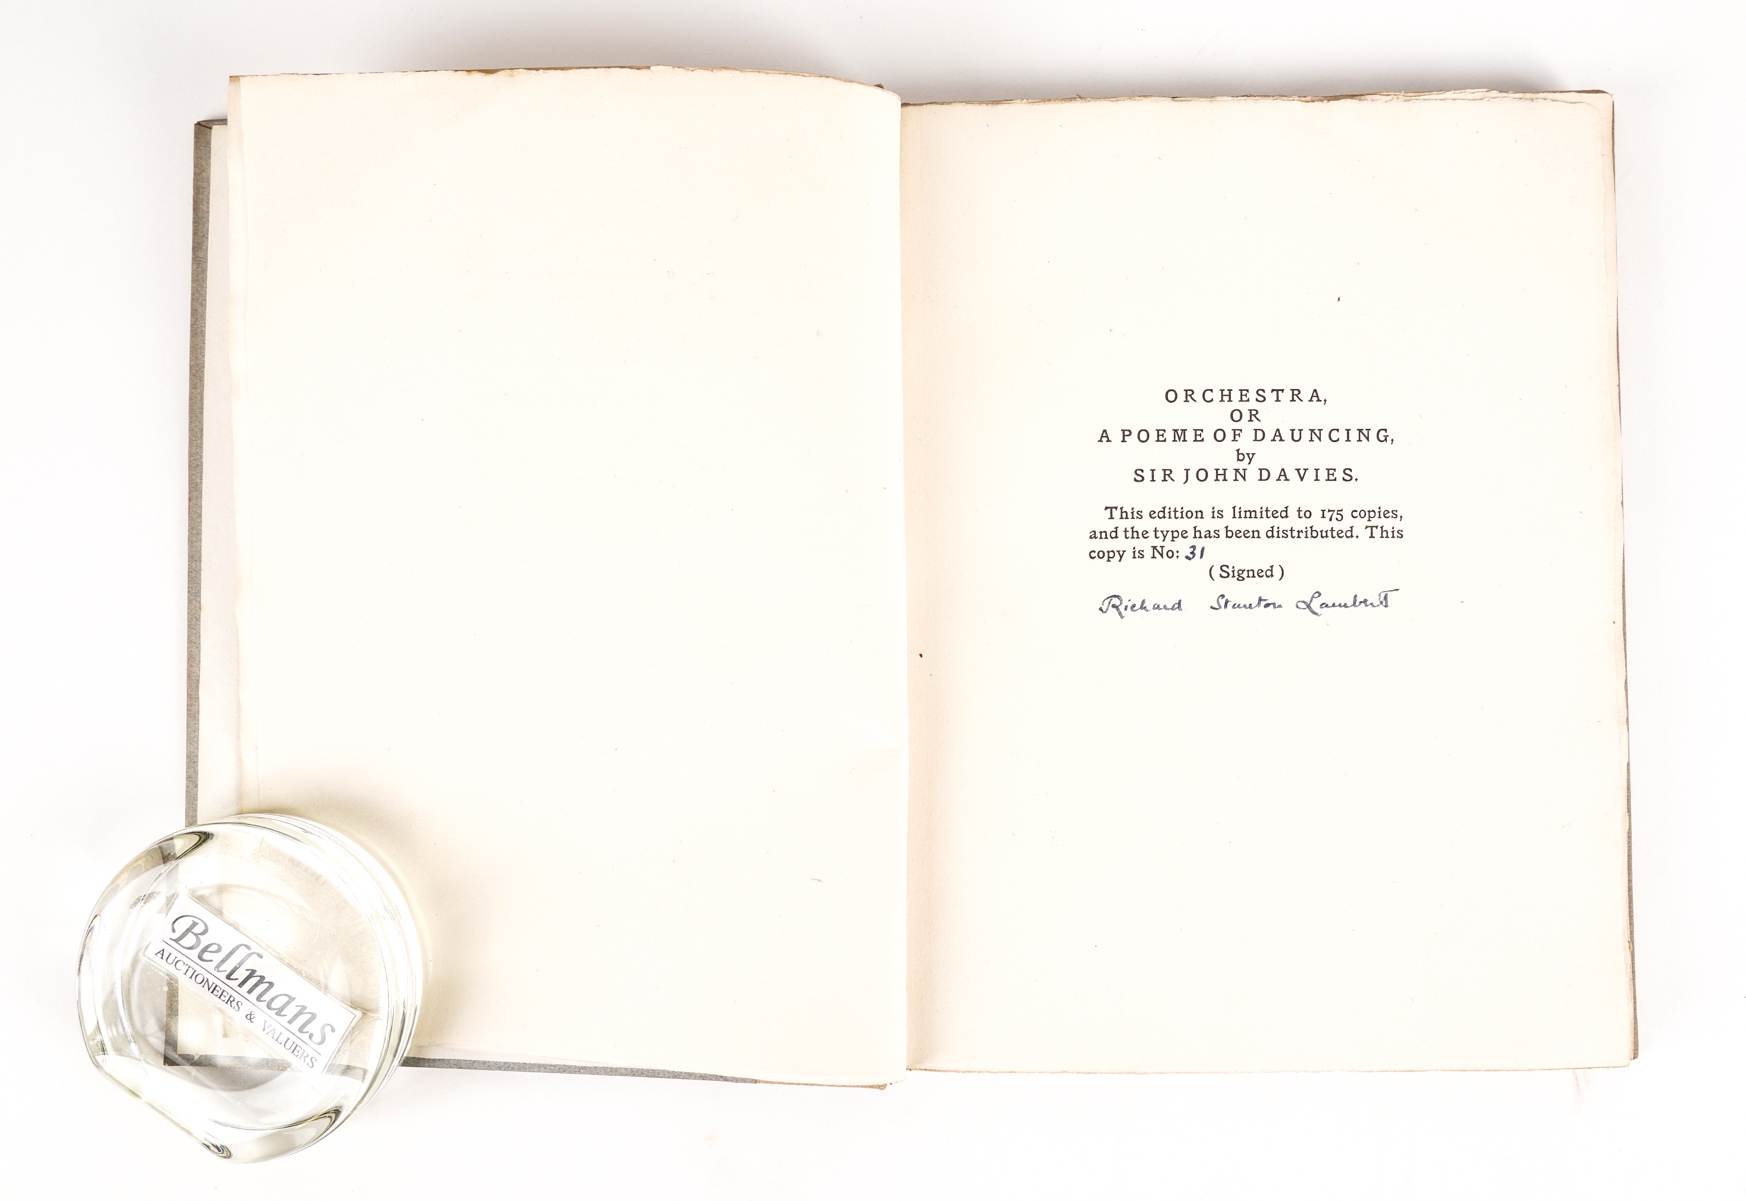 ORCHESTRA,
OR
A POEME OF DAUNCING,
by
SIR JOHN DAVIES.
This edition is limited to 175 copies,
and the type has been distributed. This
copy is No: 31
(Signed)
Richard Stanton Lambert
Bellmans
AUCTIONEERS & VALUERS